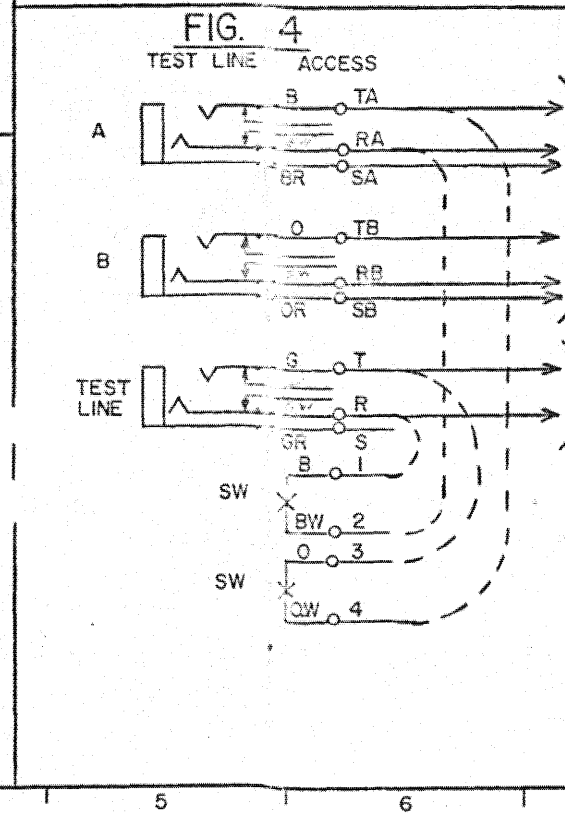 FIG. 4
TEST LINE ACCESS
A
B TA
RA
BR SA
B
O TB
RB
OR SB
TEST LINE
G T
R
GR S
SW
B 1
BW 2
SW
O 3
OW 4
5 6